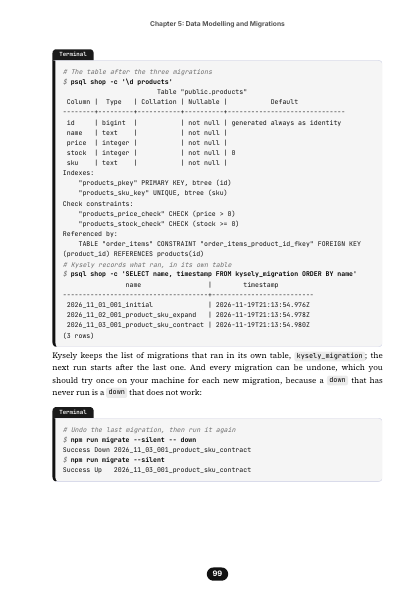 Chapter 5: Data Modelling and Migrations
Terminal
# The table after the three migrations
$ psql shop -c '\d products'
Table "public.products"
Column | Type | Collation | Nullable | Default
--------+---------+-----------+----------+------------------------------
id | bigint | | not null | generated always as identity
name | text | | not null |
price | integer | | not null |
stock | integer | | not null | 0
sku | text | | not null |
Indexes:
"products_pkey" PRIMARY KEY, btree (id)
"products_sku_key" UNIQUE, btree (sku)
Check constraints:
"products_price_check" CHECK (price > 0)
"products_stock_check" CHECK (stock >= 0)
Referenced by:
TABLE "order_items" CONSTRAINT "order_items_product_id_fkey" FOREIGN KEY
(product_id) REFERENCES products(id)
# Kysely records what ran, in its own table
$ psql shop -c 'SELECT name, timestamp FROM kysely_migration ORDER BY name'
name | timestamp
-------------------------------------+--------------------------
2026_11_01_001_initial | 2026-11-19T21:13:54.976Z
2026_11_02_001_product_sku_expand | 2026-11-19T21:13:54.978Z
2026_11_03_001_product_sku_contract | 2026-11-19T21:13:54.980Z
(3 rows)
Kysely keeps the list of migrations that ran in its own table, kysely_migration; the
next run starts after the last one. And every migration can be undone, which you
should try once on your machine for each new migration, because a down that has
never run is a down that does not work:
Terminal
# Undo the last migration, then run it again
$ npm run migrate --silent -- down
Success Down 2026_11_03_001_product_sku_contract
$ npm run migrate --silent
Success Up 2026_11_03_001_product_sku_contract
99